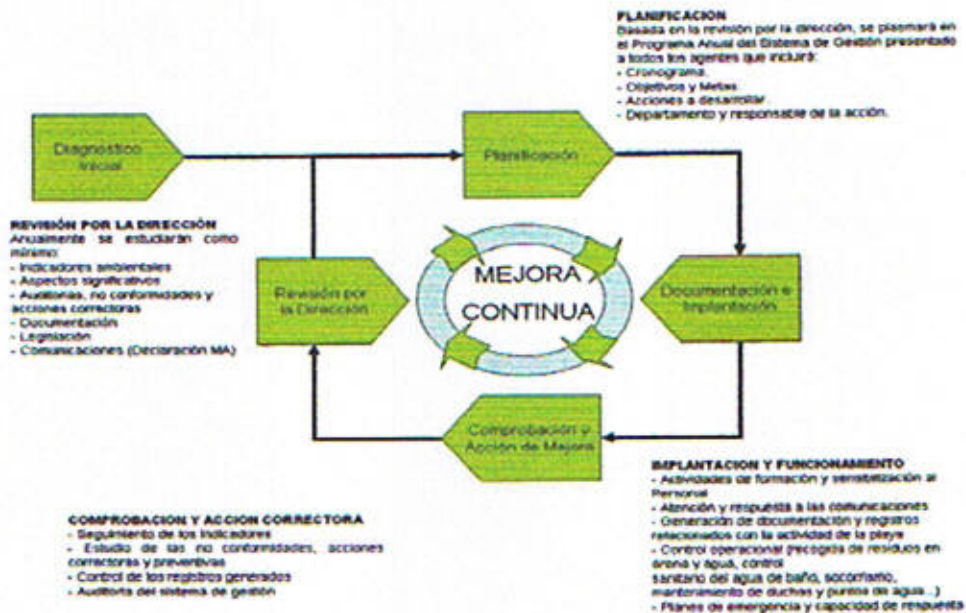 PLANIFICACION
Basada en la revisión por la dirección, se plasmará en
el Programa Anual del Sistema de Gestión presentado
a todos los agentes que incluirá:
- Cronograma.
- Objetivos y Metas.
- Acciones a desarrollar.
- Departamento y responsable de la acción.
Diagnostico
Inicial
Planificación
REVISIÓN POR LA DIRECCIÓN
Anualmente se estudiarán como
mínimo:
- Indicadores ambientales
- Aspectos significativos
- Auditorías, no conformidades y
acciones correctoras
- Documentación
- Legislación
- Comunicaciones (Declaración MA)
Revisión por
la Dirección
MEJORA
CONTINUA
Documentación e
Implantación
Comprobación y
Acción de Mejora
COMPROBACION Y ACCION CORRECTORA
- Seguimiento de los indicadores
- Estudio de las no conformidades, acciones
correctoras y preventivas
- Control de los registros generados
- Auditoría del sistema de gestión
IMPLANTACION Y FUNCIONAMIENTO
- Actividades de formación y sensibilización al
Personal
- Atención y respuesta a las comunicaciones
- Generación de documentación y registros
relacionados con la actividad de la playa
- Control operacional (recogida de residuos en
arena y agua, control
sanitario del agua de baño, socorrismo,
mantenimiento de duchas y puntos de agua...)
- Planes de emergencia y capacidad de respuesta